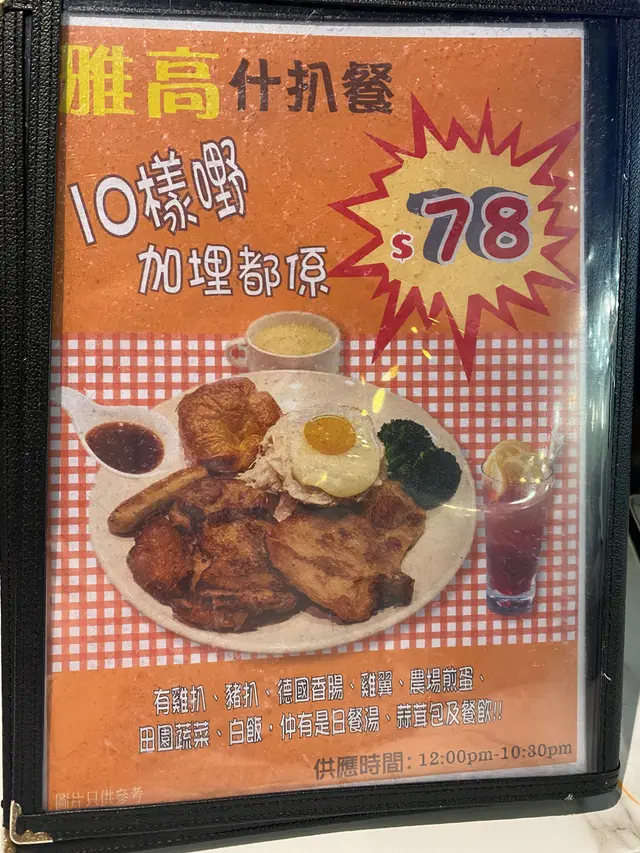 雅高什扒餐
10樣嘢
加埋都係
$78
有雞扒、豬扒、德國香腸、雞翼、農場煎蛋、
田園蔬菜、白飯，仲有是日餐湯、蒜茸包及餐飲!!
供應時間：12:00pm-10:30pm
圖片只供參考